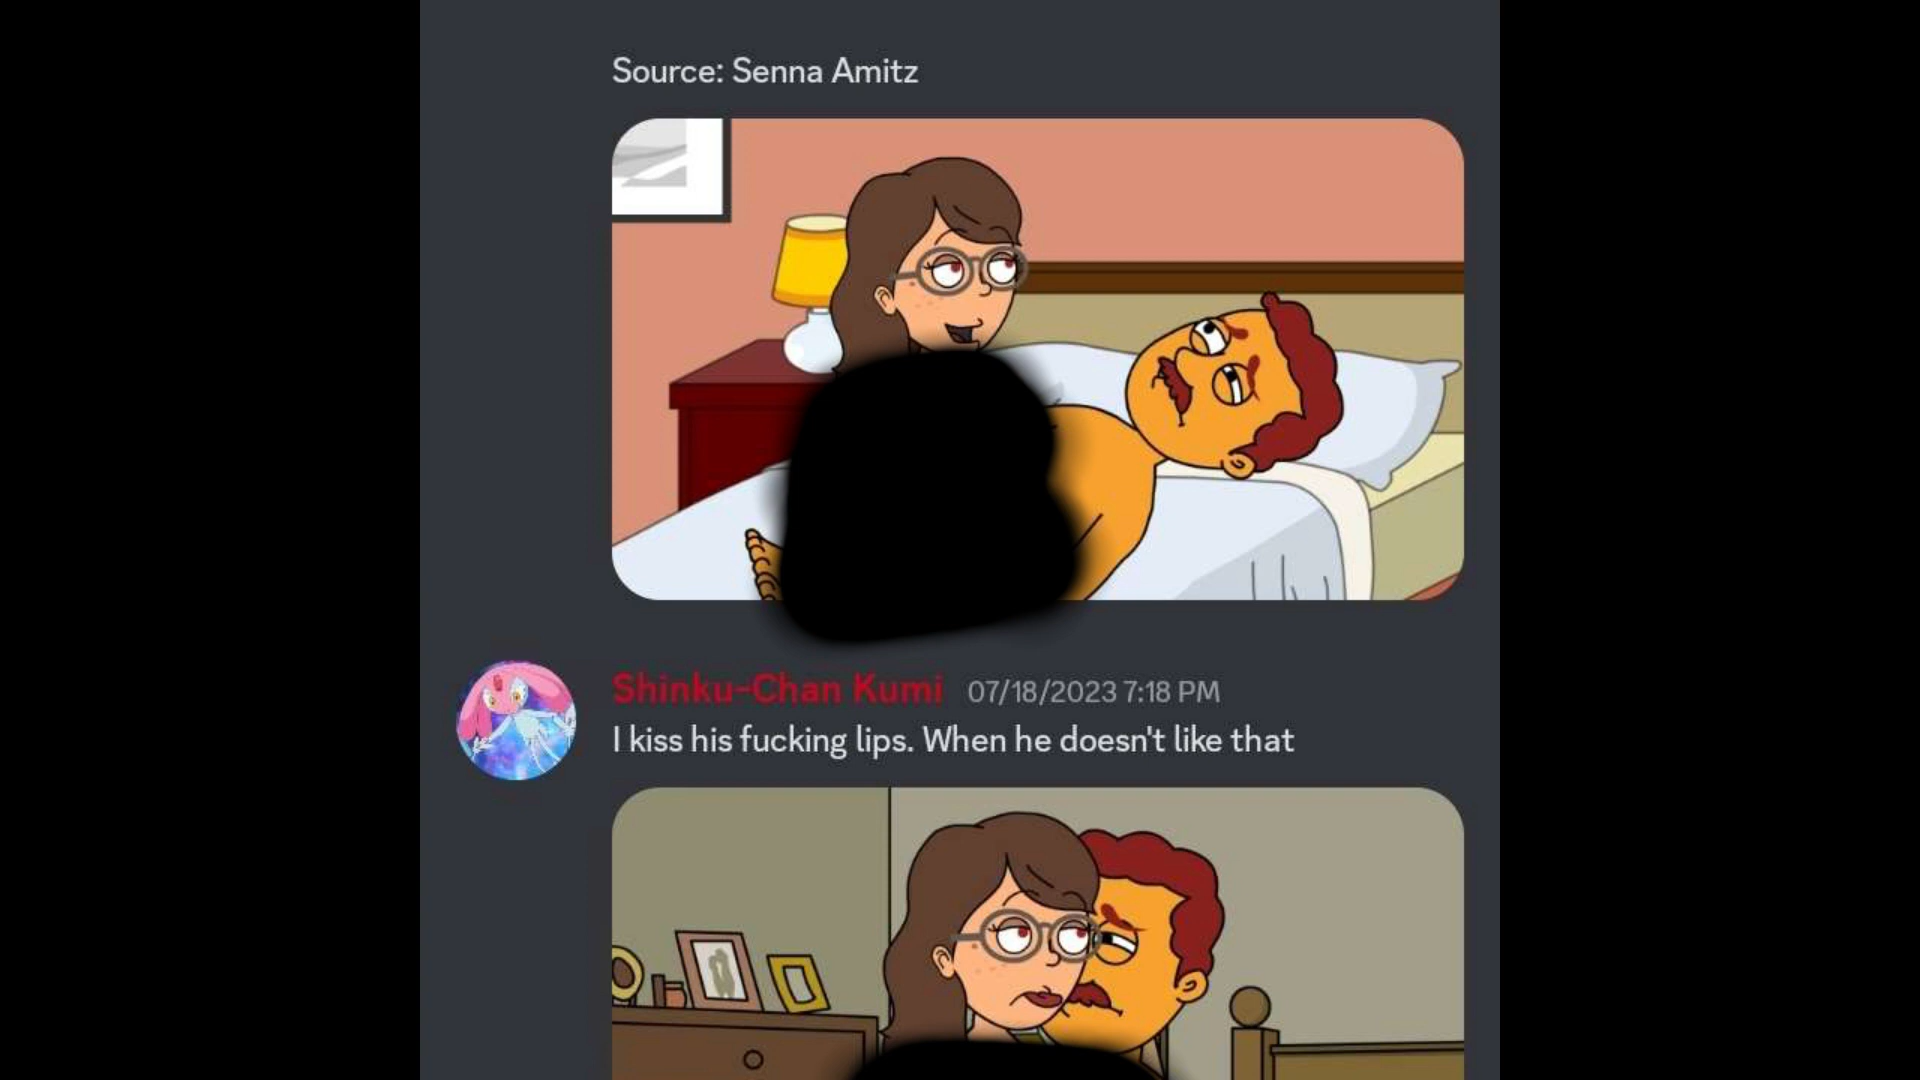 Source: Senna Amitz
Shinku-Chan Kumi 07/18/2023 7:18 PM
I kiss his fucking lips. When he doesn't like that